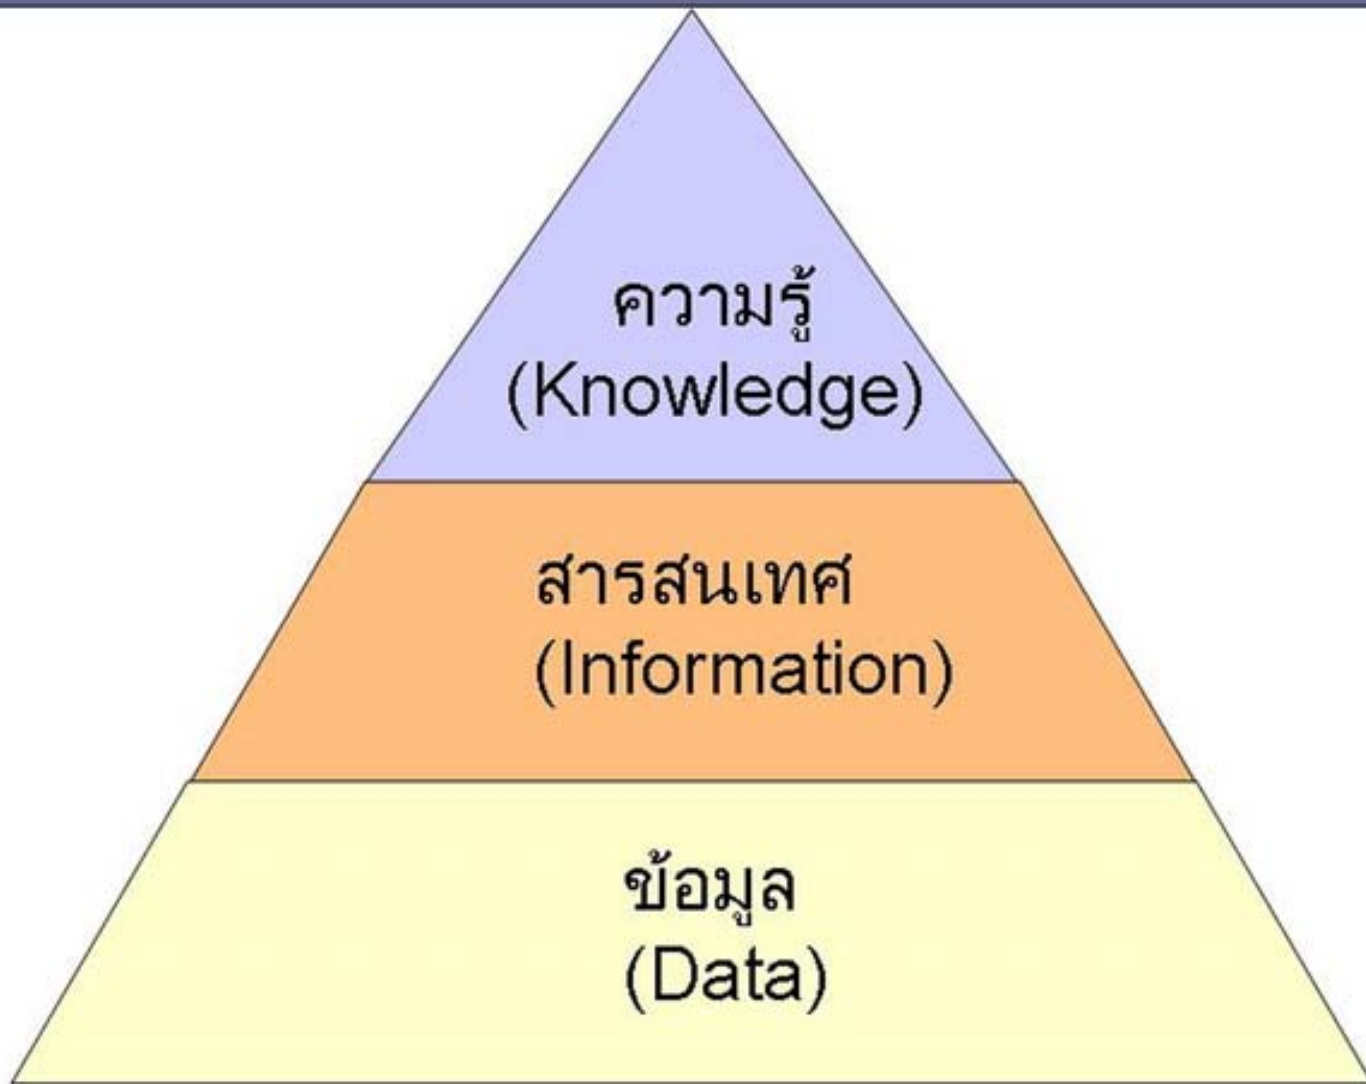 ความรู้
(Knowledge)
สารสนเทศ
(Information)
ข้อมูล
(Data)